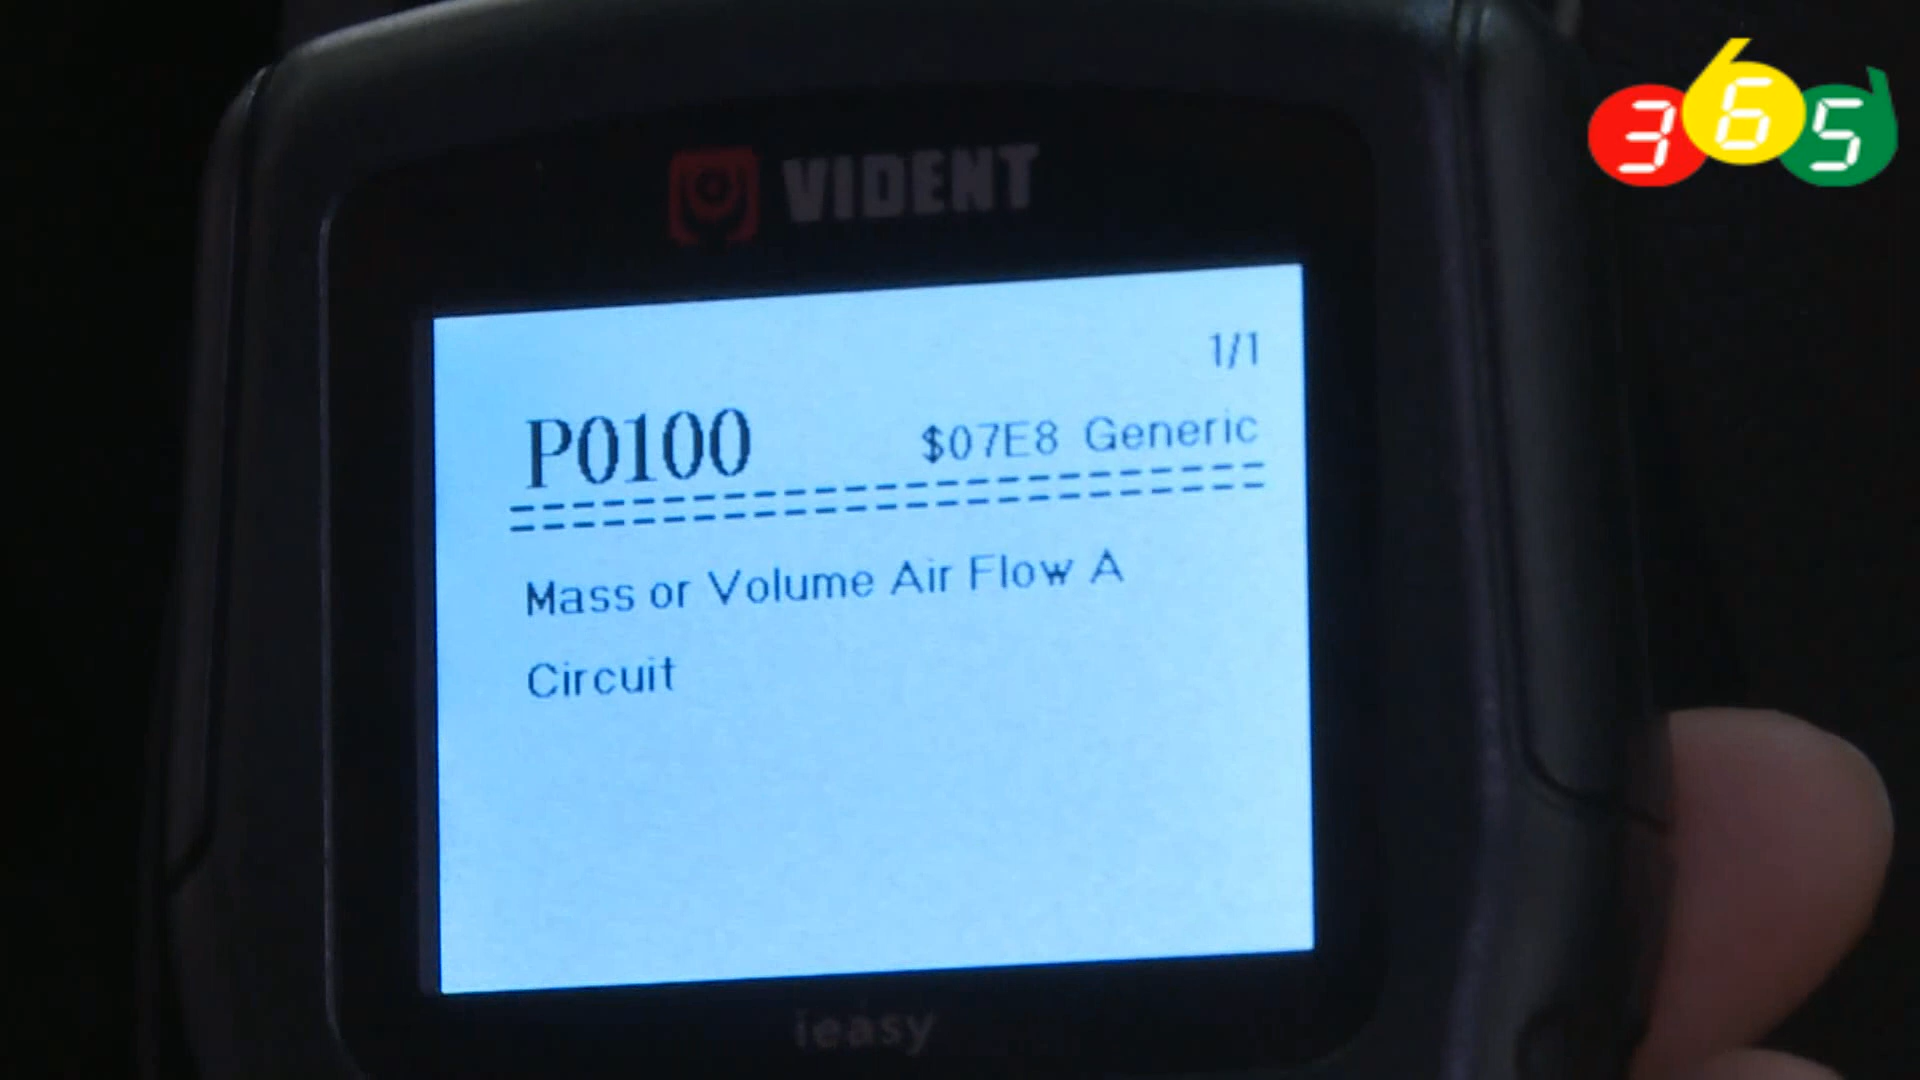 365
VIDENT
1/1
P0100 $07E8 Generic
Mass or Volume Air Flow A
Circuit
ieasy